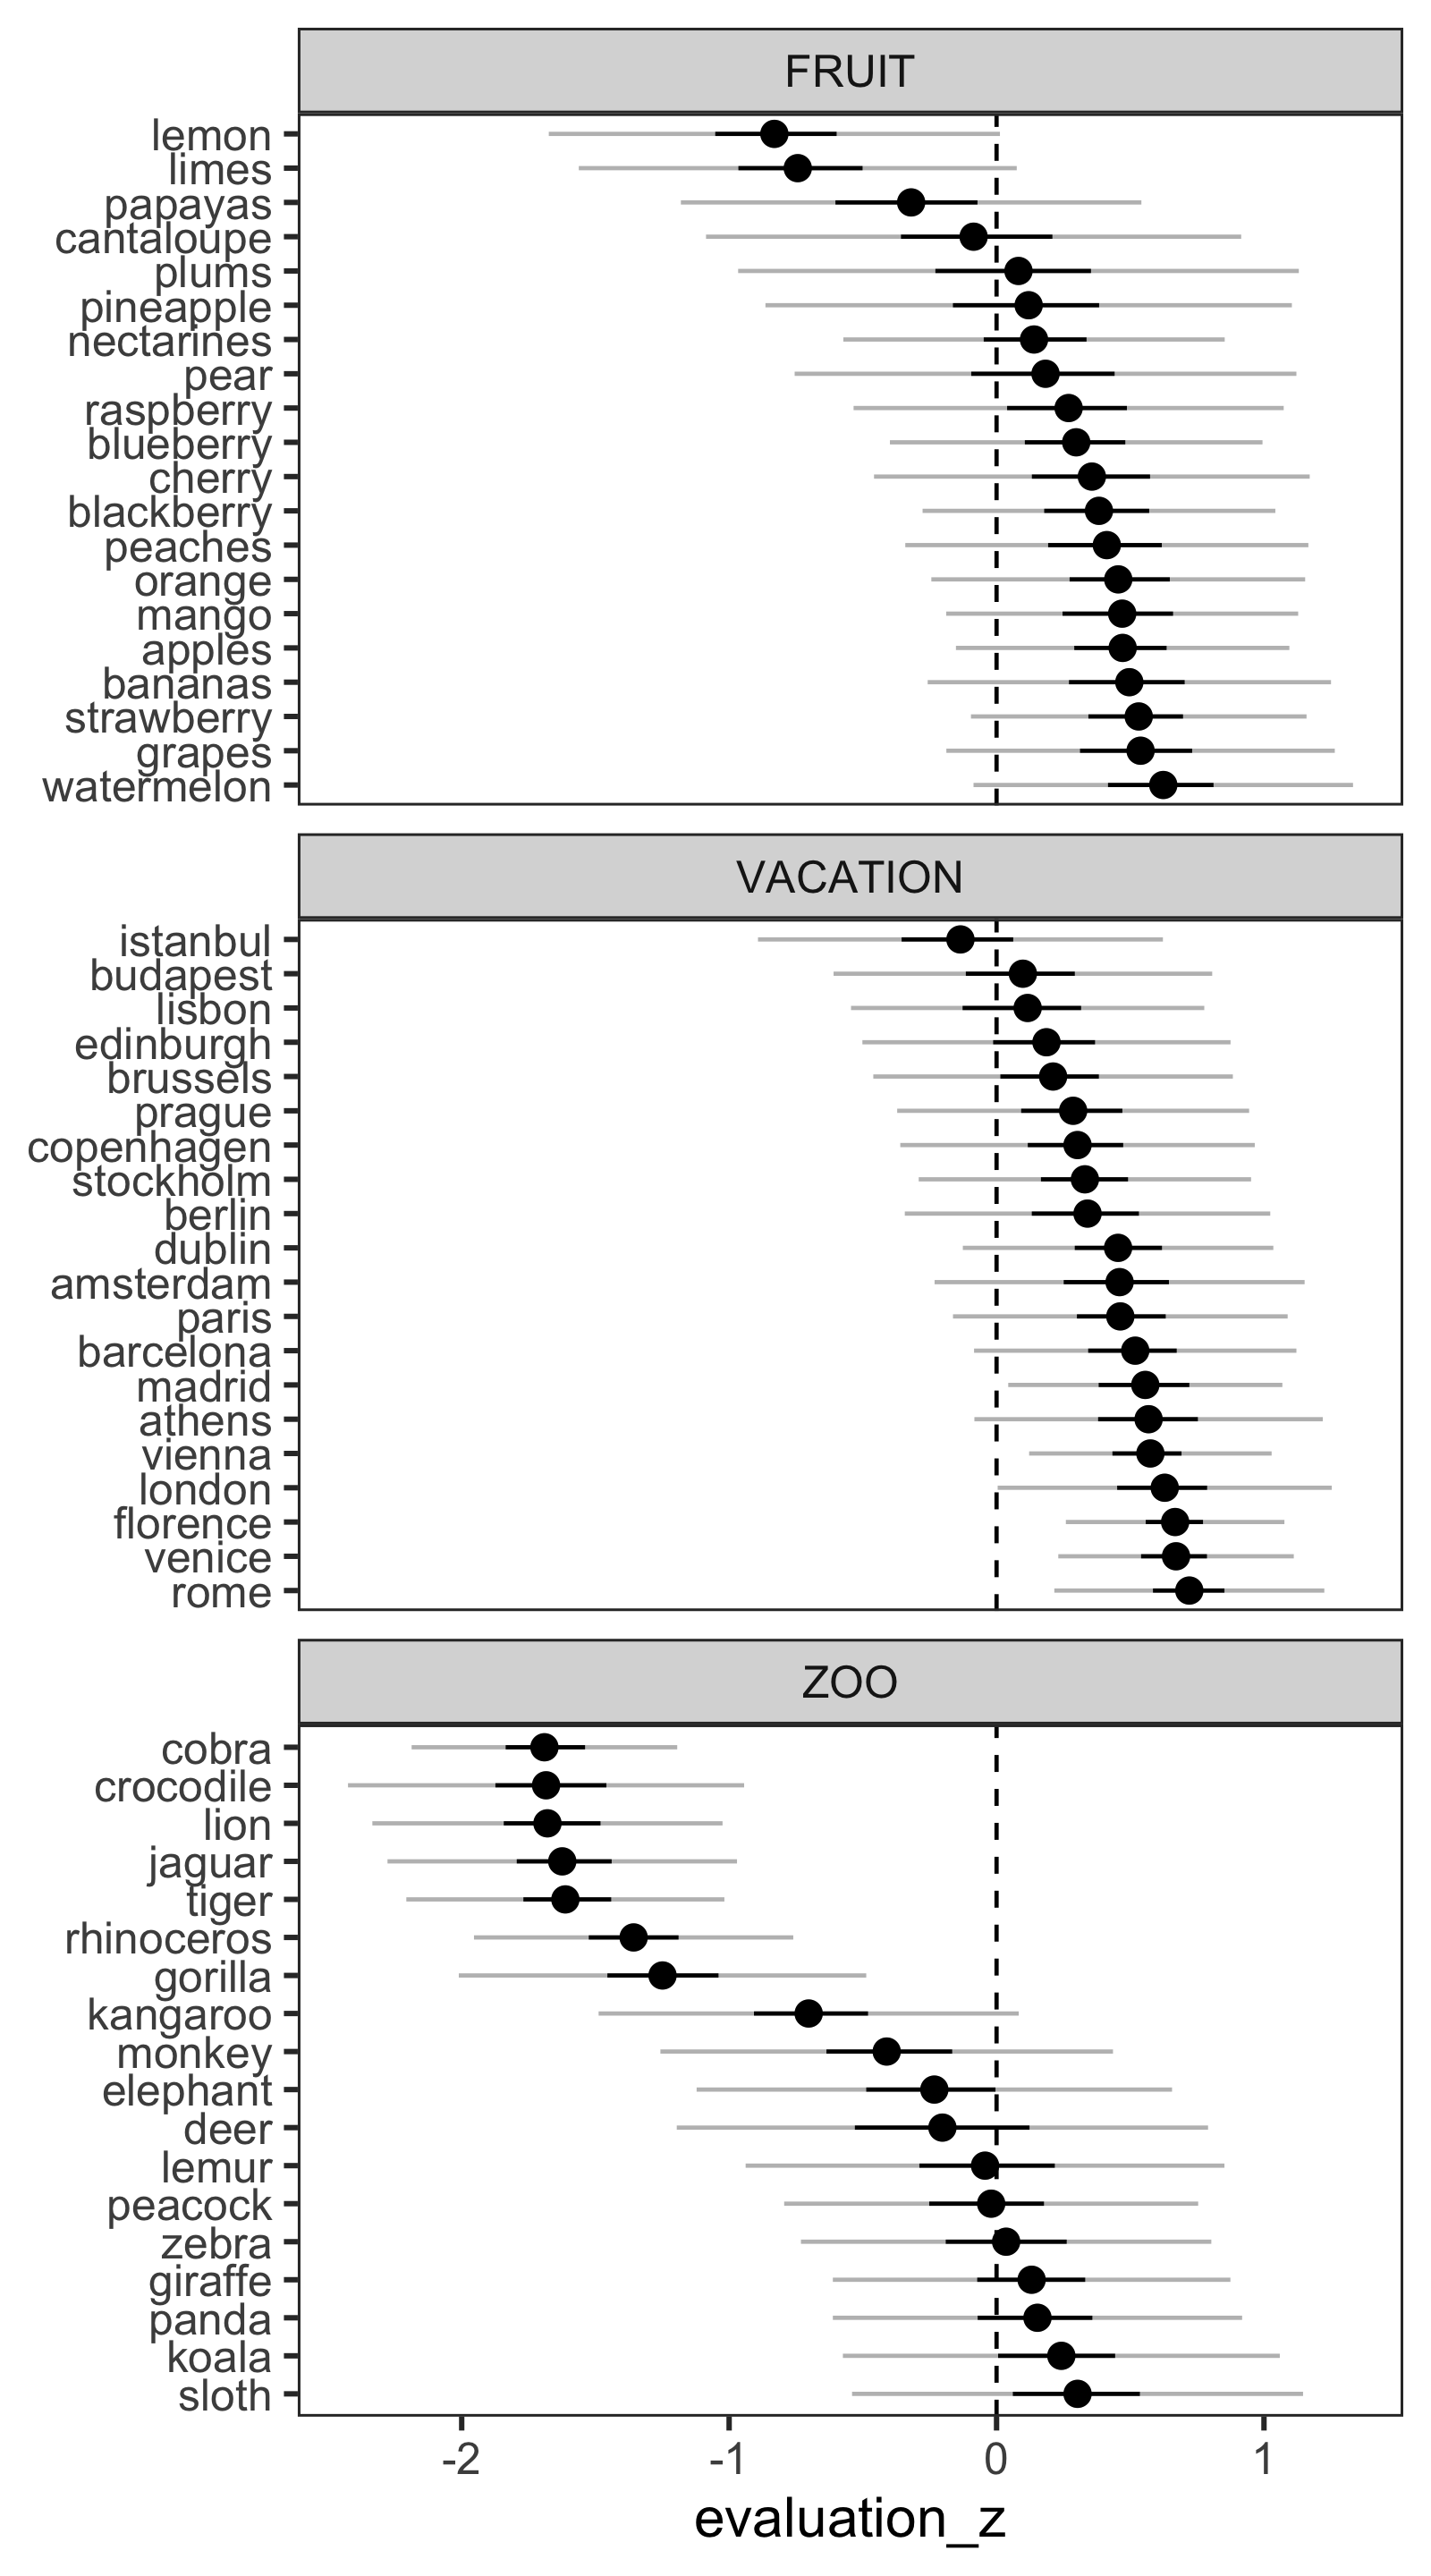 FRUIT
lemon
limes
papayas
cantaloupe
plums
pineapple
nectarines
pear
raspberry
blueberry
cherry
blackberry
peaches
orange
mango
apples
bananas
strawberry
grapes
watermelon
VACATION
istanbul
budapest
lisbon
edinburgh
brussels
prague
copenhagen
stockholm
berlin
dublin
amsterdam
paris
barcelona
madrid
athens
vienna
london
florence
venice
rome
ZOO
cobra
crocodile
lion
jaguar
tiger
rhinoceros
gorilla
kangaroo
monkey
elephant
deer
lemur
peacock
zebra
giraffe
panda
koala
sloth
-2 -1 0 1
evaluation_z